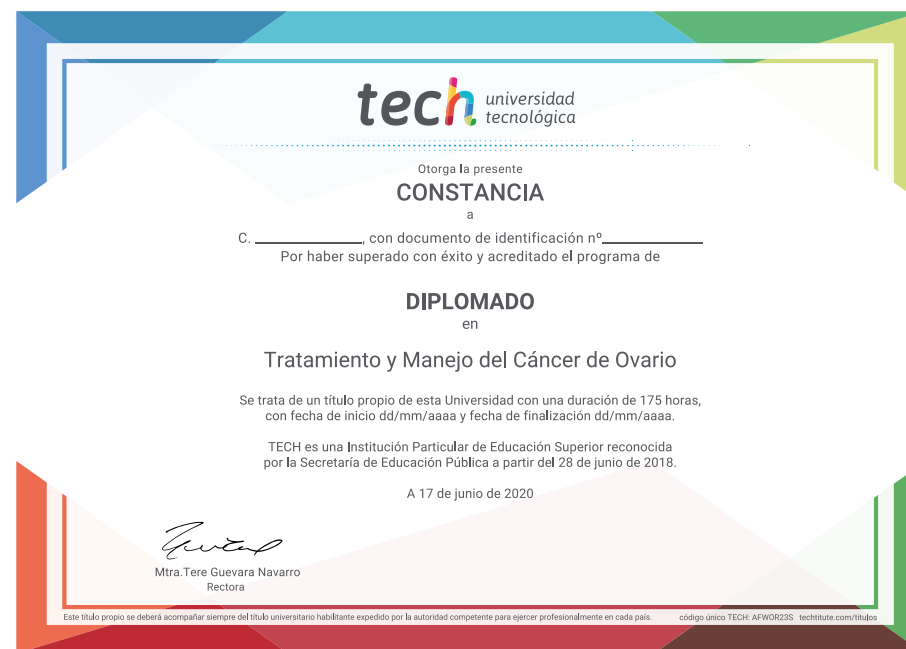 tech universidad
tecnológica
Otorga la presente
CONSTANCIA
a
C. ______________, con documento de identificación nº______________
Por haber superado con éxito y acreditado el programa de
DIPLOMADO
en
Tratamiento y Manejo del Cáncer de Ovario
Se trata de un título propio de esta Universidad con una duración de 175 horas,
con fecha de inicio dd/mm/aaaa y fecha de finalización dd/mm/aaaa.
TECH es una Institución Particular de Educación Superior reconocida
por la Secretaría de Educación Pública a partir del 28 de junio de 2018.
A 17 de junio de 2020
Mtra.Tere Guevara Navarro
Rectora
Este título propio se deberá acompañar siempre del título universitario habilitante expedido por la autoridad competente para ejercer profesionalmente en cada país. código único TECH: AFWOR23S techtitute.com/titulos